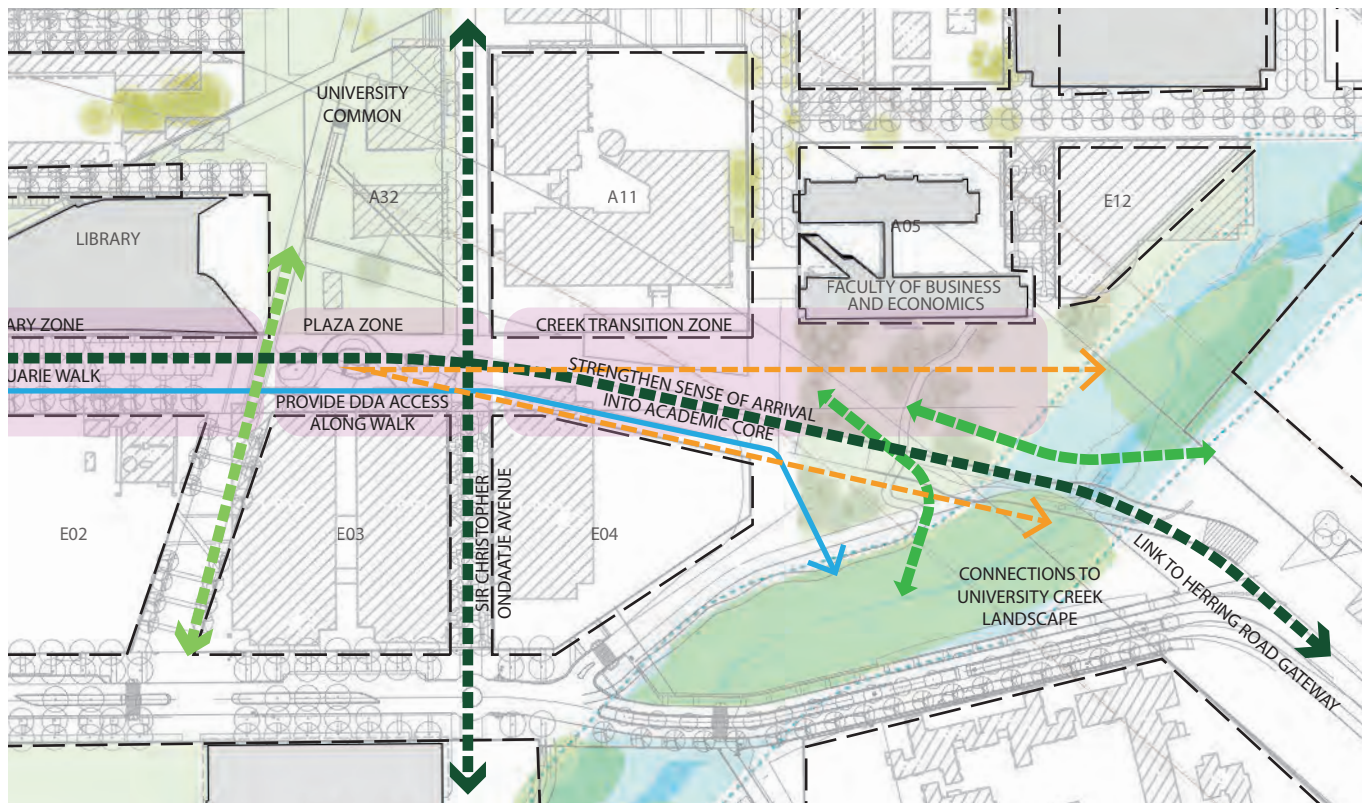 UNIVERSITY
COMMON
A32
A11
E12
A05
LIBRARY
FACULTY OF BUSINESS
AND ECONOMICS
ARY ZONE
PLAZA ZONE
CREEK TRANSITION ZONE
UARIE WALK
STRENGTHEN SENSE OF ARRIVAL
INTO ACADEMIC CORE
PROVIDE DDA ACCESS
ALONG WALK
SIR CHRISTOPHER
ONDAATJE AVENUE
E02
E03
E04
CONNECTIONS TO
UNIVERSITY CREEK
LANDSCAPE
LINK TO HERRING ROAD GATEWAY